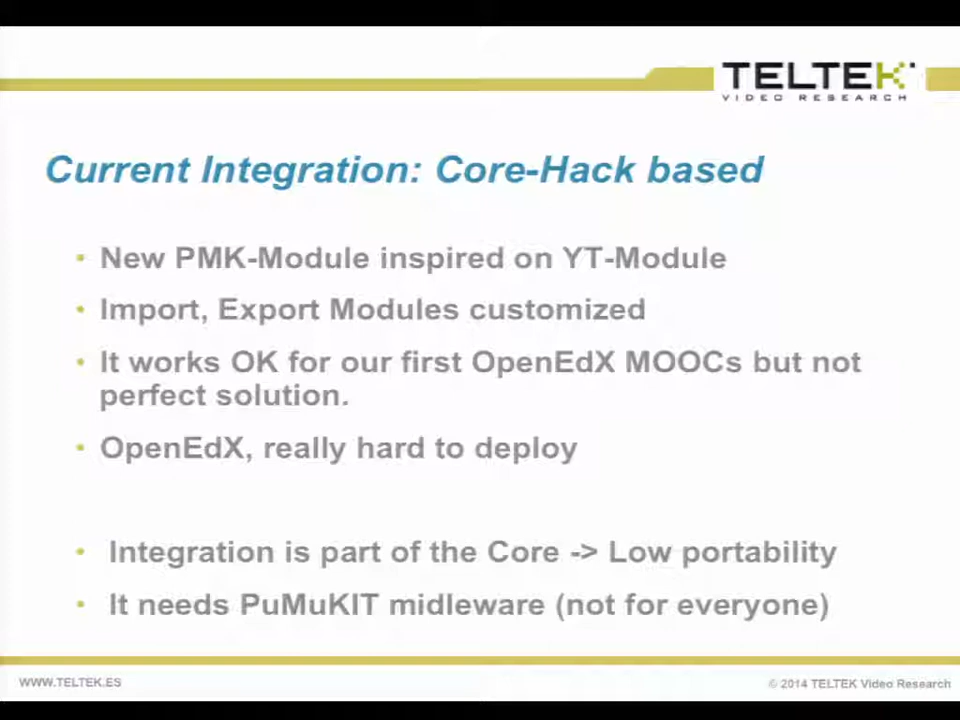 TELTEK
VIDEO RESEARCH
Current Integration: Core-Hack based
• New PMK-Module inspired on YT-Module
• Import, Export Modules customized
• It works OK for our first OpenEdX MOOCs but not
perfect solution.
• OpenEdX, really hard to deploy
• Integration is part of the Core -> Low portability
• It needs PuMuKIT midleware (not for everyone)
WWW.TELTEK.ES
© 2014 TELTEK Video Research